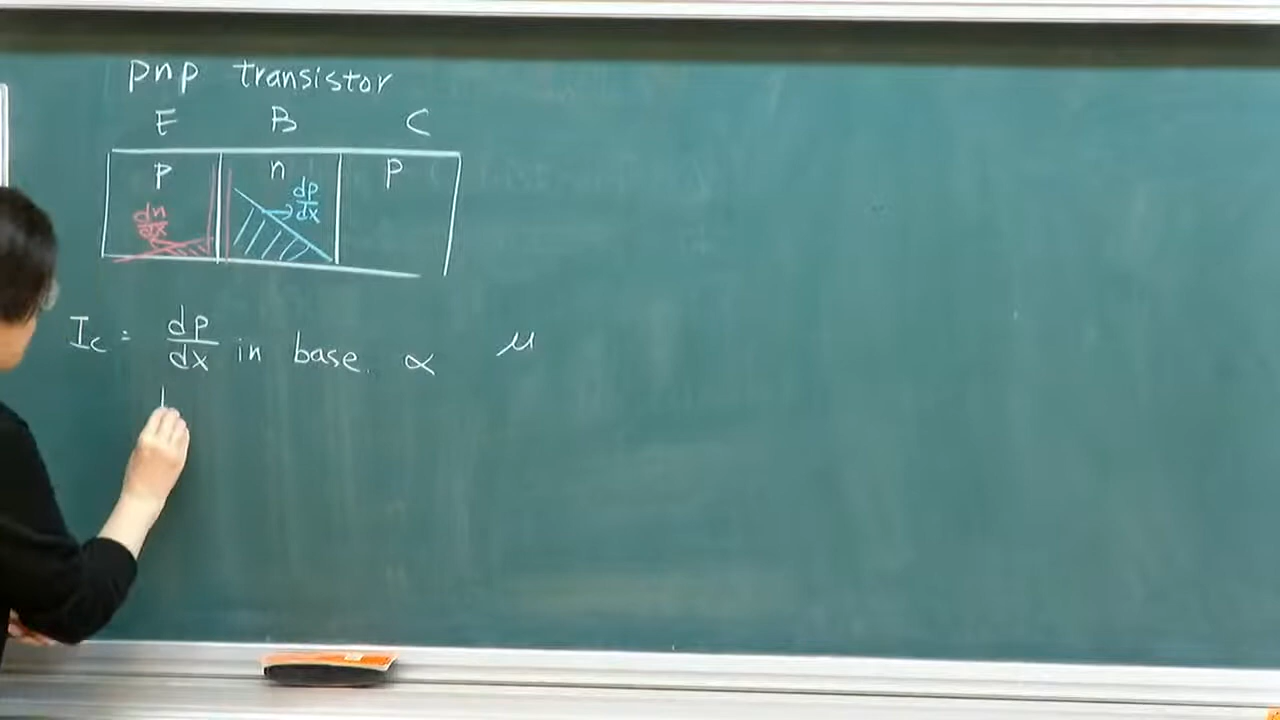 pnp transistor
E B C
p n p
dn/dx dp/dx
Ic = dp/dx in base ∝ μ